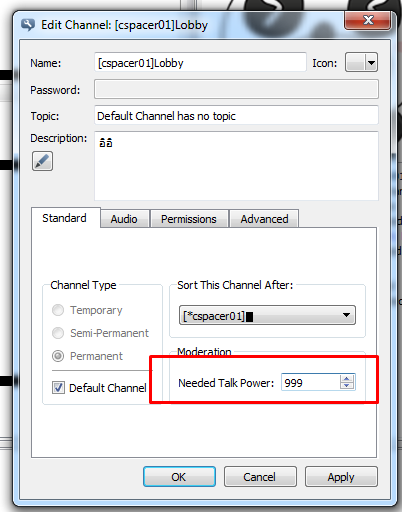 Edit Channel: [cspacer01]Lobby
Name: [cspacer01]Lobby Icon:
Password:
Topic: Default Channel has no topic
Description:
Standard Audio Permissions Advanced
Channel Type Sort This Channel After:
Temporary [*cspacer01]
Semi-Permanent
Permanent Moderation
Default Channel Needed Talk Power: 999
OK Cancel Apply